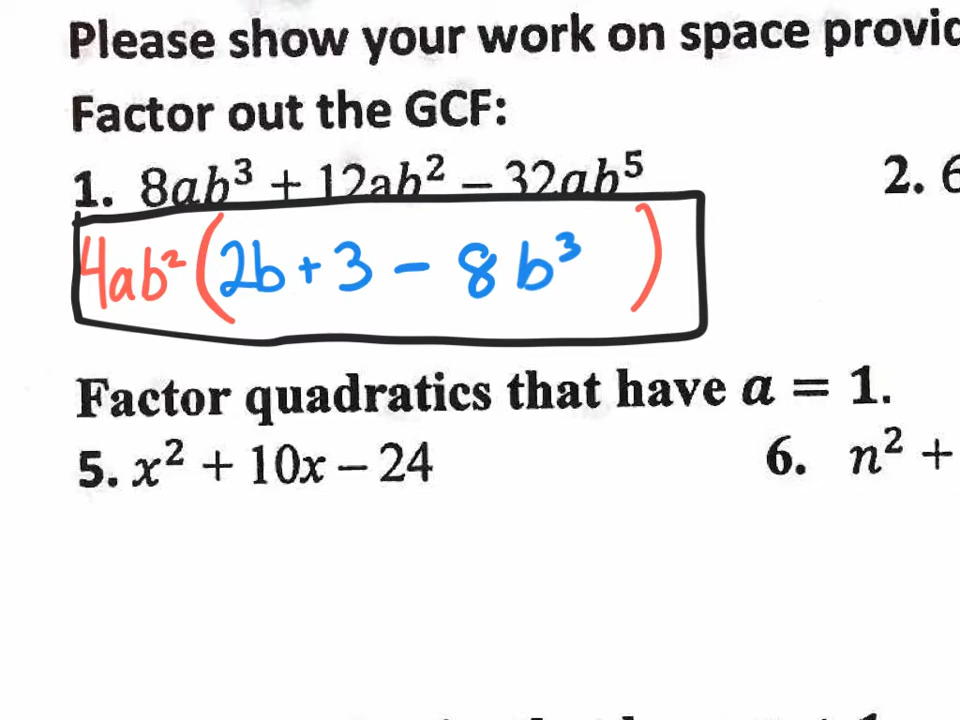 Please show your work on space
Factor out the GCF:
1. 8ab³ + 12ab² – 32ab⁵
2. 6
4ab² (2b + 3 – 8b³)
Factor quadratics that have a = 1.
5. x² + 10x – 24
6. n² +